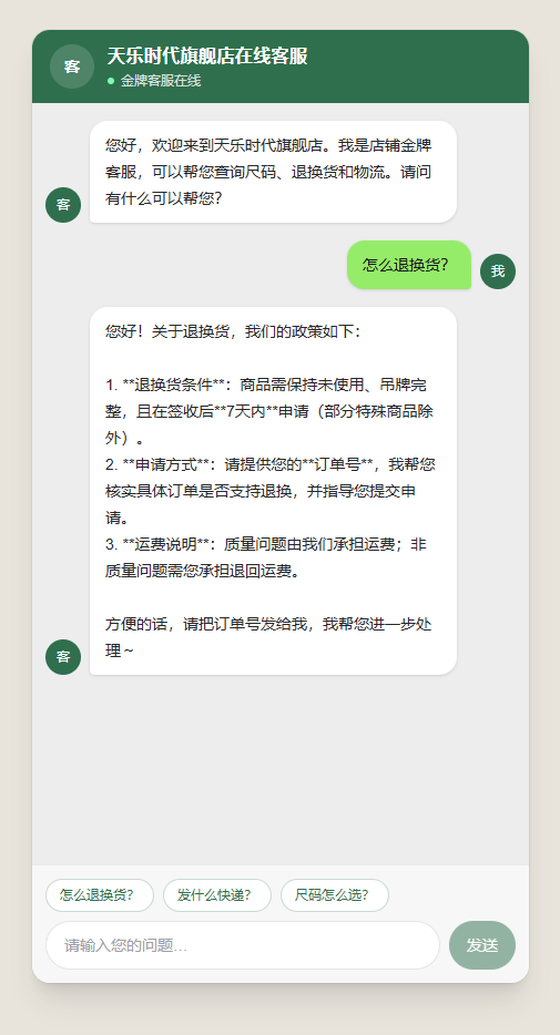 客
天乐时代旗舰店在线客服
金牌客服在线
您好，欢迎来到天乐时代旗舰店。我是店铺金牌
客服，可以帮您查询尺码、退换货和物流。请问
有什么可以帮您？
客
怎么退换货？
我
您好！关于退换货，我们的政策如下：
1. **退换货条件**：商品需保持未使用、吊牌完
整，且在签收后**7天内**申请（部分特殊商品除
外）。
2. **申请方式**：请提供您的**订单号**，我帮您
核实具体订单是否支持退换，并指导您提交申
请。
3. **运费说明**：质量问题由我们承担运费；非
质量问题需您承担退回运费。
方便的话，请把订单号发给我，我帮您进一步处
理～
客
怎么退换货？
发什么快递？
尺码怎么选？
请输入您的问题...
发送